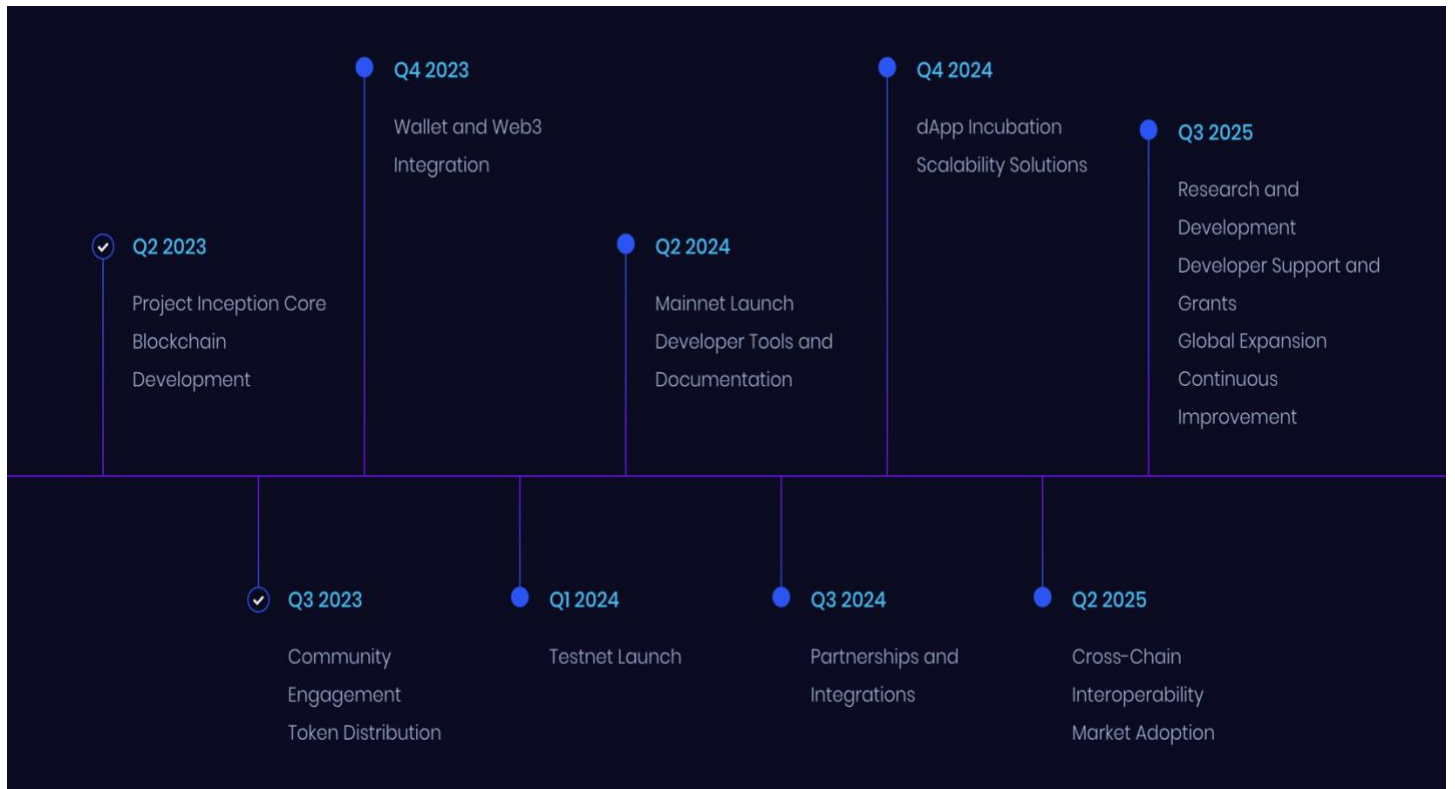 Q2 2023
Project Inception Core
Blockchain
Development
Q3 2023
Community
Engagement
Token Distribution
Q4 2023
Wallet and Web3
Integration
Q1 2024
Testnet Launch
Q2 2024
Mainnet Launch
Developer Tools and
Documentation
Q3 2024
Partnerships and
Integrations
Q4 2024
dApp Incubation
Scalability Solutions
Q2 2025
Cross-Chain
Interoperability
Market Adoption
Q3 2025
Research and
Development
Developer Support and
Grants
Global Expansion
Continuous
Improvement